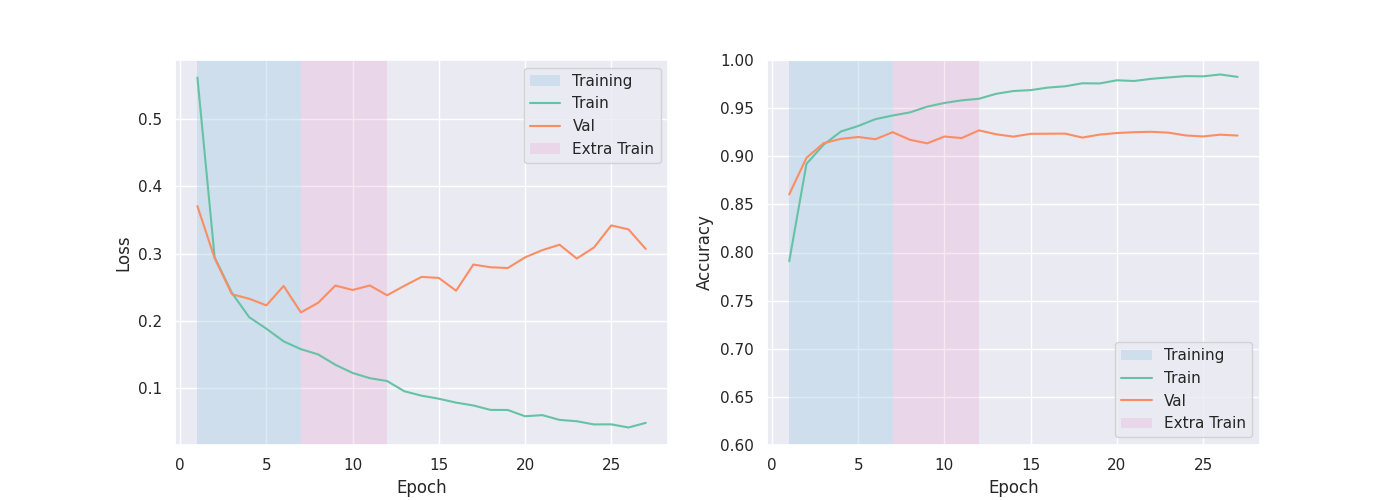 Training
Train
Val
Extra Train
0.5
0.4
0.3
0.2
0.1
Loss
0 5 10 15 20 25
Epoch
1.00
0.95
0.90
0.85
0.80
0.75
0.70
0.65
0.60
Accuracy
Training
Train
Val
Extra Train
0 5 10 15 20 25
Epoch